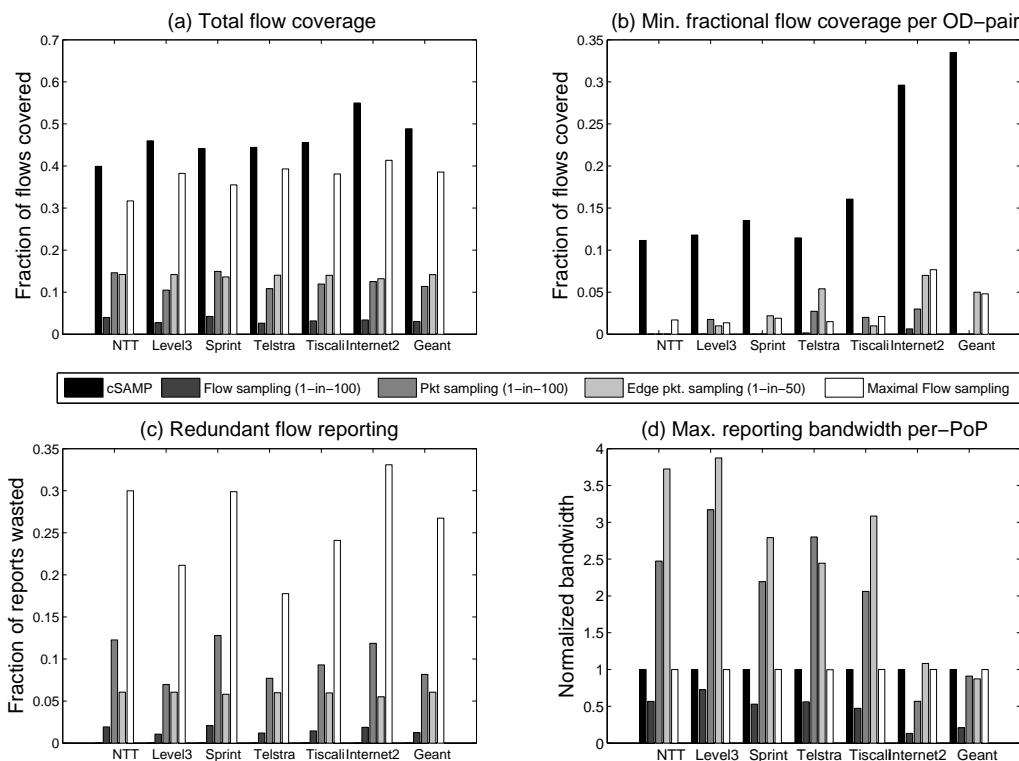 (a) Total flow coverage
Fraction of flows covered
0.7
0.6
0.5
0.4
0.3
0.2
0.1
0
NTT Level3 Sprint Telstra Tiscali Internet2 Geant
(b) Min. fractional flow coverage per OD−pair
Fraction of flows covered
0.35
0.3
0.25
0.2
0.15
0.1
0.05
0
NTT Level3 Sprint Telstra Tiscali Internet2 Geant
cSAMP Flow sampling (1−in−100) Pkt sampling (1−in−100) Edge pkt. sampling (1−in−50) Maximal Flow sampling
(c) Redundant flow reporting
Fraction of reports wasted
0.35
0.3
0.25
0.2
0.15
0.1
0.05
0
NTT Level3 Sprint Telstra Tiscali Internet2 Geant
(d) Max. reporting bandwidth per−PoP
Normalized bandwidth
4
3.5
3
2.5
2
1.5
1
0.5
0
NTT Level3 Sprint Telstra Tiscali Internet2 Geant